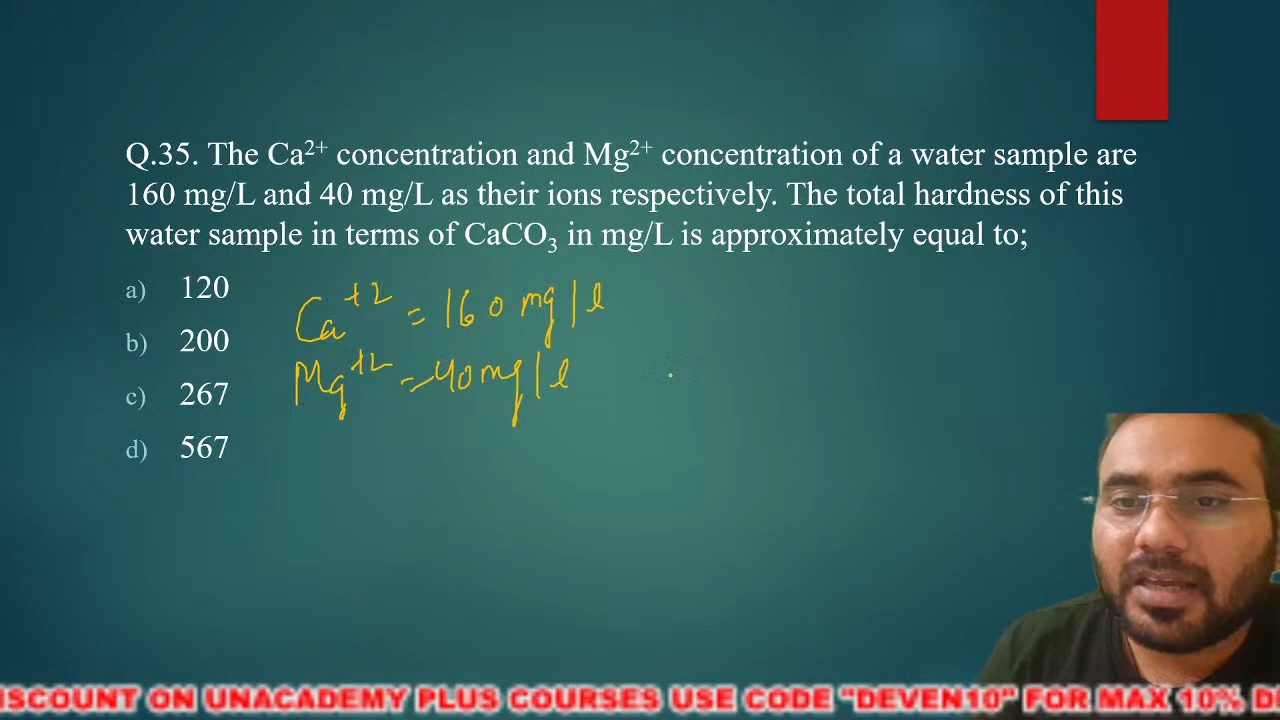 Q.35. The Ca²⁺ concentration and Mg²⁺ concentration of a water sample are
160 mg/L and 40 mg/L as their ions respectively. The total hardness of this
water sample in terms of CaCO₃ in mg/L is approximately equal to;
a) 120
b) 200
c) 267
d) 567
Ca⁺² = 160 mg/l
Mg⁺² = 40 mg/l
ISCOUNT ON UNACADEMY PLUS COURSES USE CODE "DEVEN10" FOR MAX 10% D